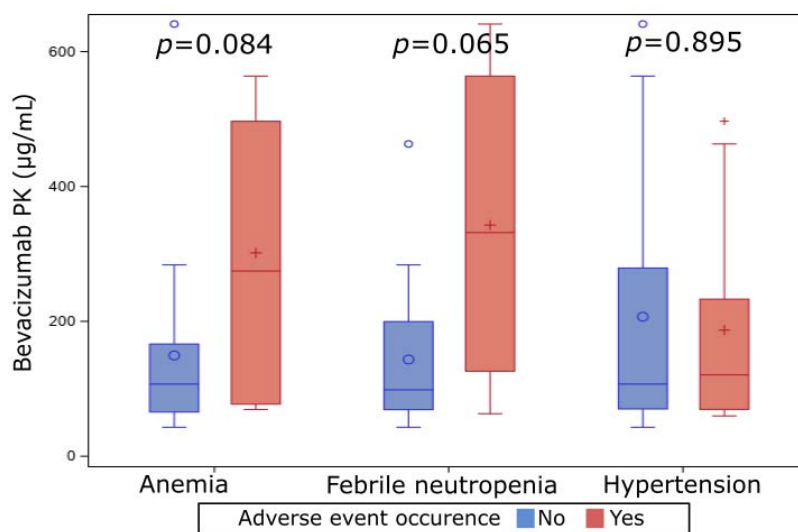 p=0.084 p=0.065 p=0.895
600
400
200
0
Bevacizumab PK (µg/mL)
Anemia Febrile neutropenia Hypertension
Adverse event occurence No Yes